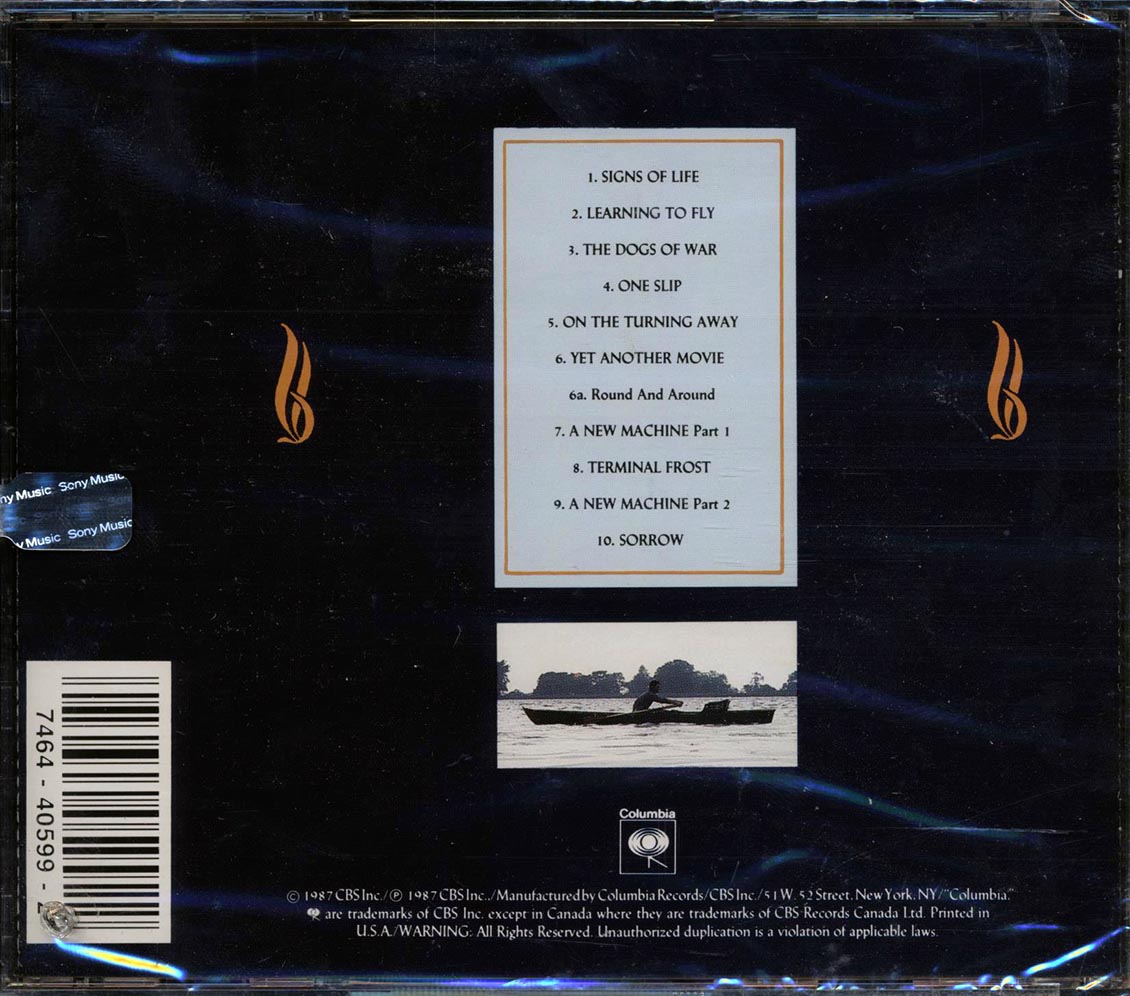 1. SIGNS OF LIFE
2. LEARNING TO FLY
3. THE DOGS OF WAR
4. ONE SLIP
5. ON THE TURNING AWAY
6. YET ANOTHER MOVIE
6a. Round And Around
7. A NEW MACHINE Part 1
8. TERMINAL FROST
9. A NEW MACHINE Part 2
10. SORROW
ny Music Sony Music
y Music Sony Music
7464 - 40599 -
Columbia
© 1987 CBS Inc./℗ 1987 CBS Inc../Manufactured by Columbia Records/CBS Inc./51 W. 52 Street, New York, NY/"Columbia,"
are trademarks of CBS Inc. except in Canada where they are trademarks of CBS Records Canada Ltd. Printed in
U.S.A./WARNING: All Rights Reserved. Unauthorized duplication is a violation of applicable laws.